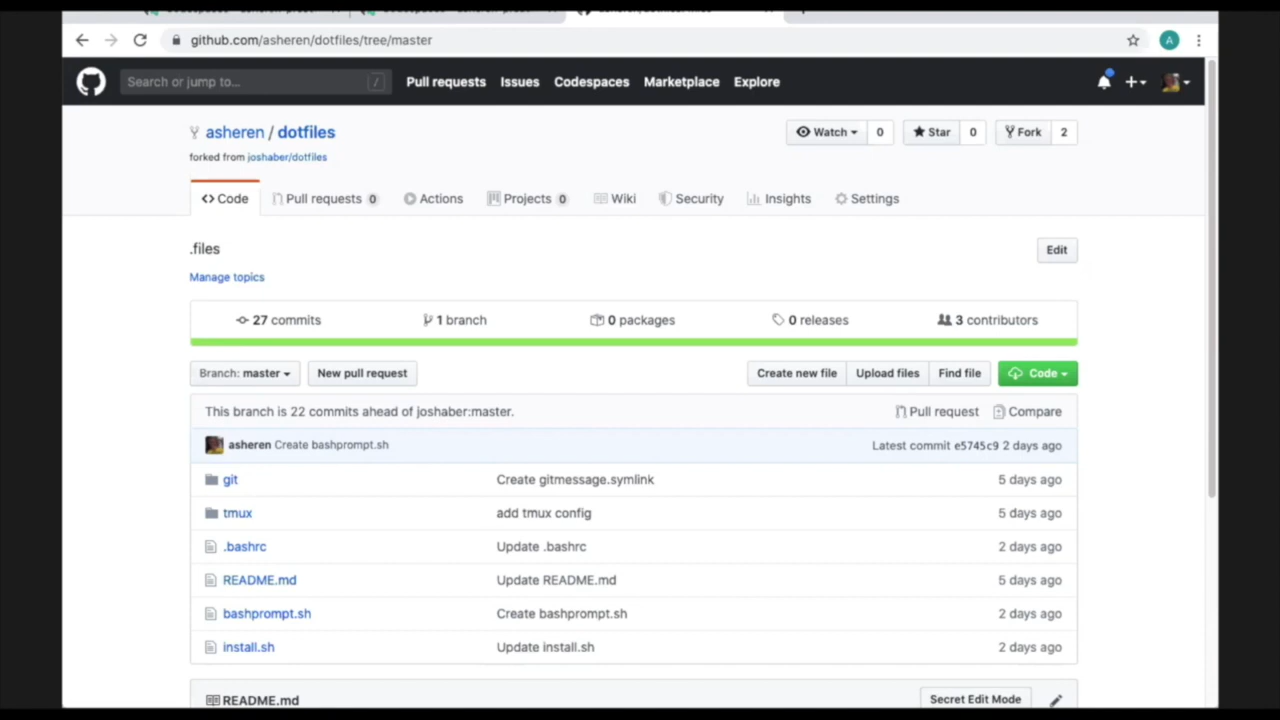 github.com/asheren/dotfiles/tree/master
A
Search or jump to...
/
Pull requests
Issues
Codespaces
Marketplace
Explore
asheren / dotfiles
Watch
0
Star
0
Fork
2
forked from joshaber/dotfiles
Code
Pull requests 0
Actions
Projects 0
Wiki
Security
Insights
Settings
.files
Edit
Manage topics
27 commits
1 branch
0 packages
0 releases
3 contributors
Branch: master
New pull request
Create new file
Upload files
Find file
Code
This branch is 22 commits ahead of joshaber:master.
Pull request
Compare
asheren Create bashprompt.sh
Latest commit e5745c9 2 days ago
git
Create gitmessage.symlink
5 days ago
tmux
add tmux config
5 days ago
.bashrc
Update .bashrc
2 days ago
README.md
Update README.md
5 days ago
bashprompt.sh
Create bashprompt.sh
2 days ago
install.sh
Update install.sh
2 days ago
README.md
Secret Edit Mode